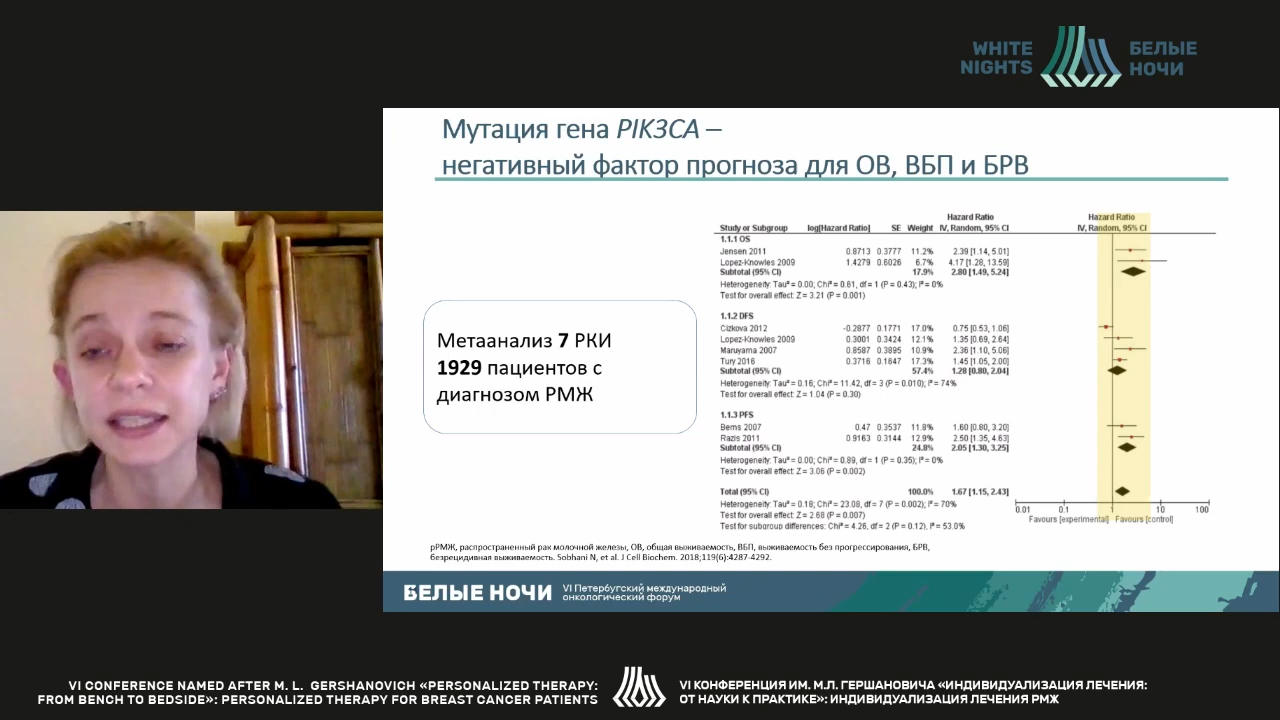 WHITE
NIGHTS
БЕЛЫЕ
НОЧИ
Мутация гена PIK3CA –
негативный фактор прогноза для ОВ, ВБП и БРВ
Метаанализ 7 РКИ
1929 пациентов с
диагнозом РМЖ
Hazard Ratio Hazard Ratio
Study or Subgroup log[Hazard Ratio] SE Weight IV, Random, 95% CI IV, Random, 95% CI
1.1.1 OS
Jensen 2011 0.8713 0.3777 11.2% 2.39 [1.14, 5.01]
Lopez-Knowles 2009 1.4279 0.6026 6.7% 4.17 [1.28, 13.59]
Subtotal (95% CI) 17.9% 2.80 [1.49, 5.24]
Heterogeneity: Tau² = 0.00; Chi² = 0.61, df = 1 (P = 0.43); I² = 0%
Test for overall effect: Z = 3.21 (P = 0.001)
1.1.2 DFS
Cizkova 2012 -0.2877 0.1771 17.0% 0.75 [0.53, 1.06]
Lopez-Knowles 2009 0.3001 0.3424 12.1% 1.35 [0.69, 2.64]
Maruyama 2007 0.8587 0.3895 10.9% 2.36 [1.10, 5.06]
Tury 2016 0.3716 0.1647 17.3% 1.45 [1.05, 2.00]
Subtotal (95% CI) 57.4% 1.28 [0.80, 2.04]
Heterogeneity: Tau² = 0.16; Chi² = 11.42, df = 3 (P = 0.010); I² = 74%
Test for overall effect: Z = 1.04 (P = 0.30)
1.1.3 PFS
Berns 2007 0.47 0.3537 11.8% 1.60 [0.80, 3.20]
Razis 2011 0.9163 0.3144 12.9% 2.50 [1.35, 4.63]
Subtotal (95% CI) 24.8% 2.05 [1.30, 3.25]
Heterogeneity: Tau² = 0.00; Chi² = 0.89, df = 1 (P = 0.35); I² = 0%
Test for overall effect: Z = 3.06 (P = 0.002)
Total (95% CI) 100.0% 1.67 [1.15, 2.43]
Heterogeneity: Tau² = 0.18; Chi² = 23.08, df = 7 (P = 0.002); I² = 70%
Test for overall effect: Z = 2.68 (P = 0.007)
Test for subgroup differences: Chi² = 4.26, df = 2 (P = 0.12), I² = 53.0%
0.01 0.1 1 10 100
Favours [experimental] Favours [control]
рРМЖ, распространенный рак молочной железы, ОВ, общая выживаемость, ВБП, выживаемость без прогрессирования, БРВ,
безрецидивная выживаемость. Sobhani N, et al. J Cell Biochem. 2018;119(6):4287-4292.
БЕЛЫЕ НОЧИ
VI Петербугский международный
онкологический форум
VI CONFERENCE NAMED AFTER M. L. GERSHANOVICH «PERSONALIZED THERAPY:
FROM BENCH TO BEDSIDE»: PERSONALIZED THERAPY FOR BREAST CANCER PATIENTS
VI КОНФЕРЕНЦИЯ ИМ. М.Л. ГЕРШАНОВИЧА «ИНДИВИДУАЛИЗАЦИЯ ЛЕЧЕНИЯ:
ОТ НАУКИ К ПРАКТИКЕ»: ИНДИВИДУАЛИЗАЦИЯ ЛЕЧЕНИЯ РМЖ